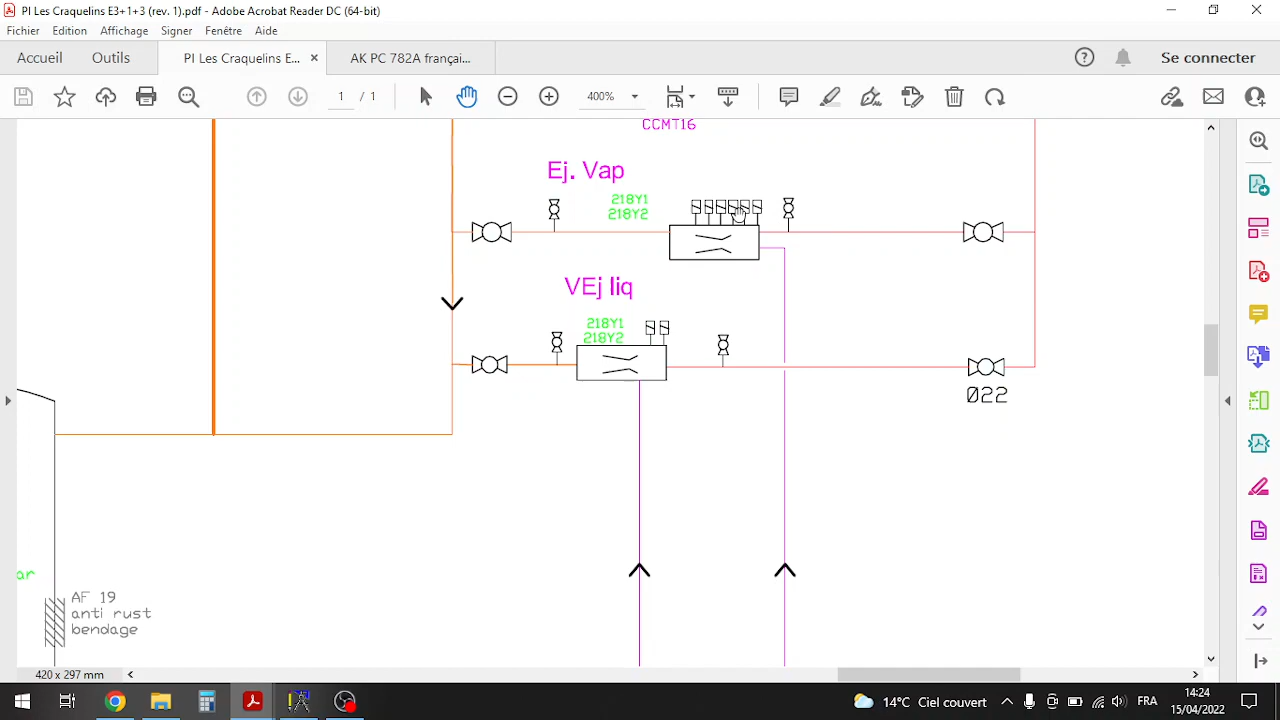 PI Les Craquelins E3+1+3 (rev. 1).pdf - Adobe Acrobat Reader DC (64-bit)
Fichier Edition Affichage Signer Fenêtre Aide
Accueil Outils PI Les Craquelins E... × AK PC 782A françai... Se connecter
1 / 1 400%
CCMT16
Ej. Vap
218Y1
218Y2
VEj liq
218Y1
218Y2
Ø22
ar
AF 19
anti rust
bendage
420 x 297 mm
14°C Ciel couvert FRA 14:24
15/04/2022